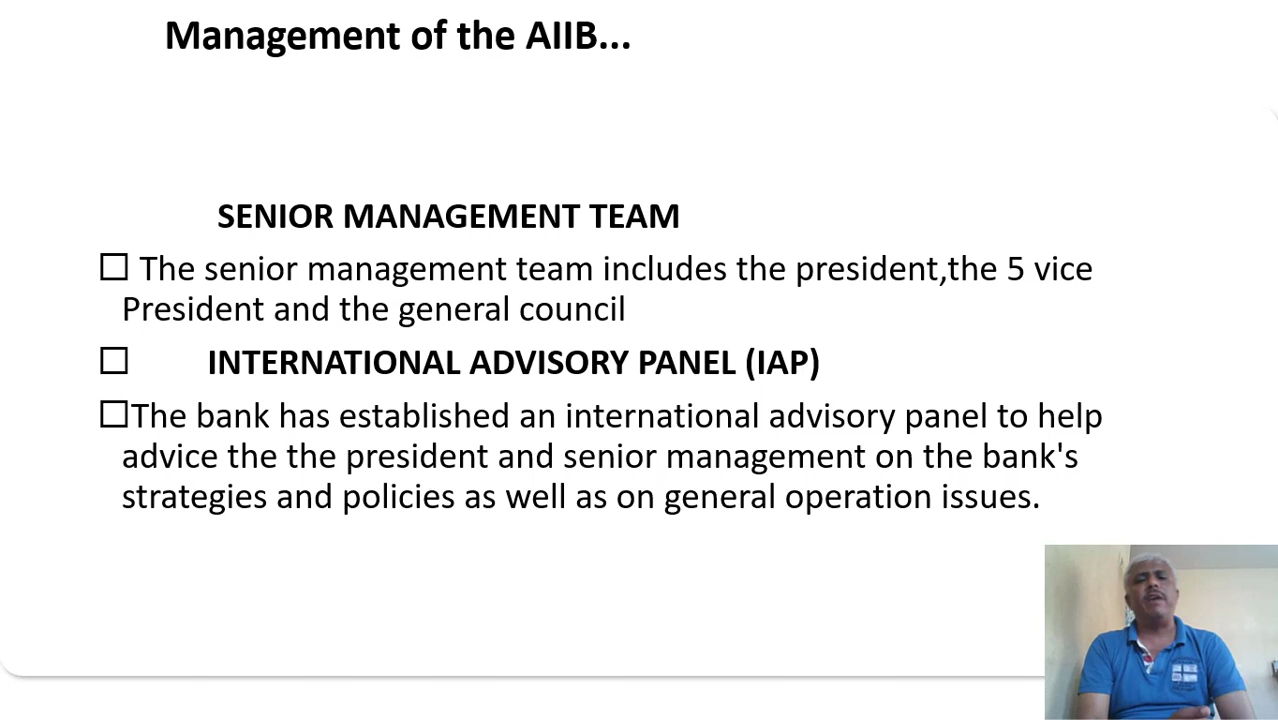 Management of the AIIB...
SENIOR MANAGEMENT TEAM
☐ The senior management team includes the president,the 5 vice
President and the general council
☐ INTERNATIONAL ADVISORY PANEL (IAP)
☐The bank has established an international advisory panel to help
advice the the president and senior management on the bank's
strategies and policies as well as on general operation issues.